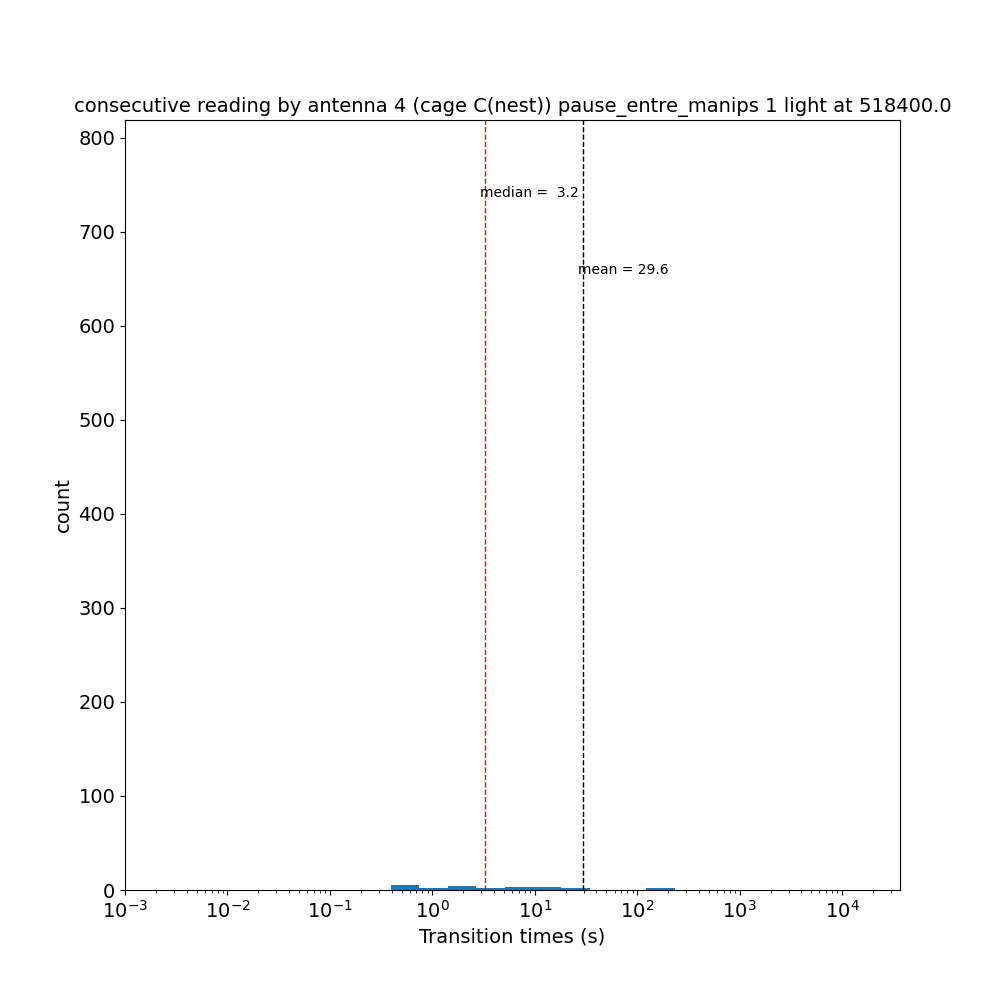 consecutive reading by antenna 4 (cage C(nest)) pause_entre_manips 1 light at 518400.0
800
median =  3.2
700
mean = 29.6
600
500
count
400
300
200
100
0
10⁻³ 10⁻² 10⁻¹ 10⁰ 10¹ 10² 10³ 10⁴
Transition times (s)